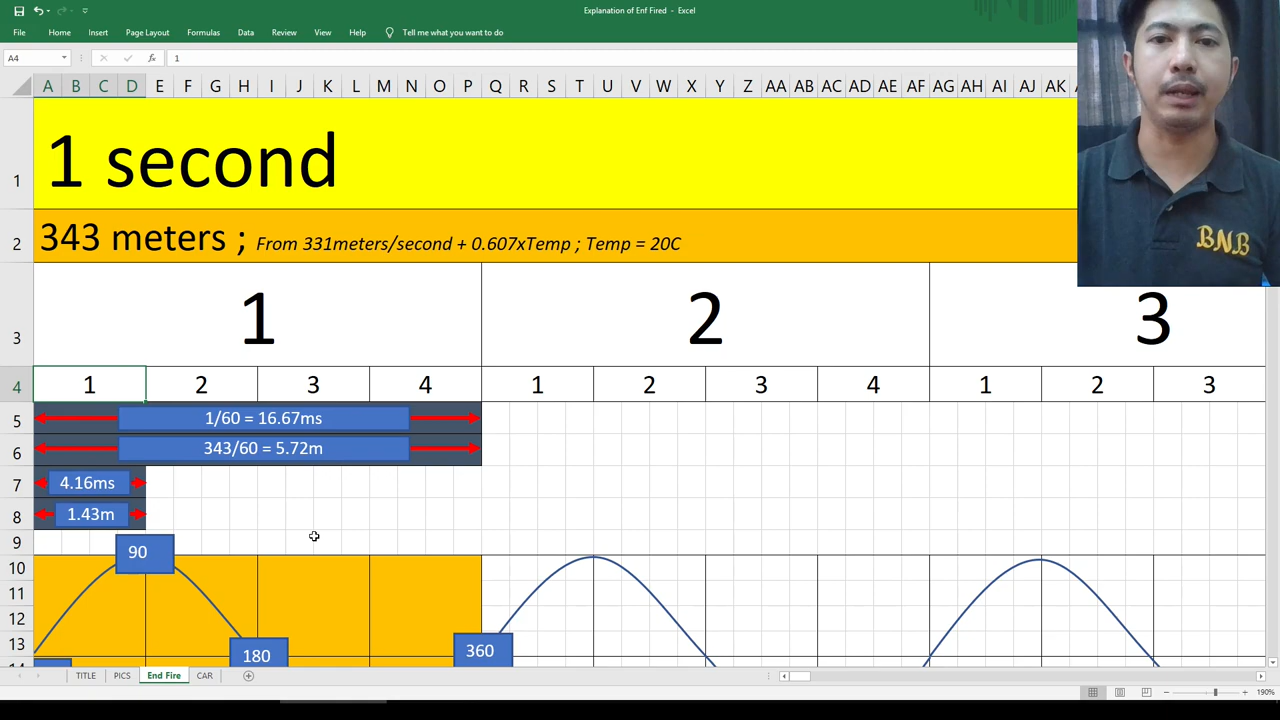 Explanation of Enf Fired - Excel
File Home Insert Page Layout Formulas Data Review View Help Tell me what you want to do
A4 fx 1
A B C D E F G H I J K L M N O P Q R S T U V W X Y Z AA AB AC AD AE AF AG AH AI AJ AK
1 1 second
2 343 meters ; From 331meters/second + 0.607xTemp ; Temp = 20C
BNB
3 1 2 3
4 1 2 3 4 1 2 3 4 1 2 3
5 1/60 = 16.67ms
6 343/60 = 5.72m
7 4.16ms
8 1.43m
9 90
10
11
12
13 180 360
14
TITLE PICS End Fire CAR
190%